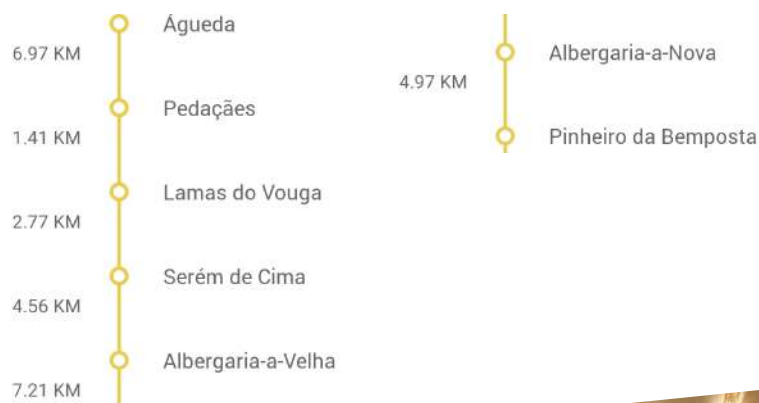 Águeda
6.97 KM
Pedaçães
1.41 KM
Lamas do Vouga
2.77 KM
Serém de Cima
4.56 KM
Albergaria-a-Velha
7.21 KM
Albergaria-a-Nova
4.97 KM
Pinheiro da Bemposta